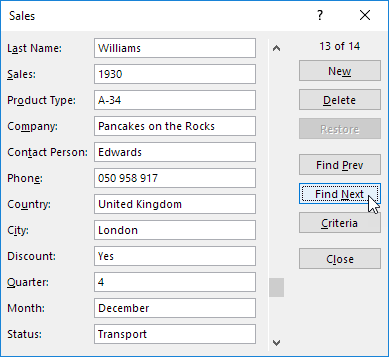 Sales
? ×
Last Name: Williams
Sales: 1930
Product Type: A-34
Company: Pancakes on the Rocks
Contact Person: Edwards
Phone: 050 958 917
Country: United Kingdom
City: London
Discount: Yes
Quarter: 4
Month: December
Status: Transport
13 of 14
New
Delete
Restore
Find Prev
Find Next
Criteria
Close